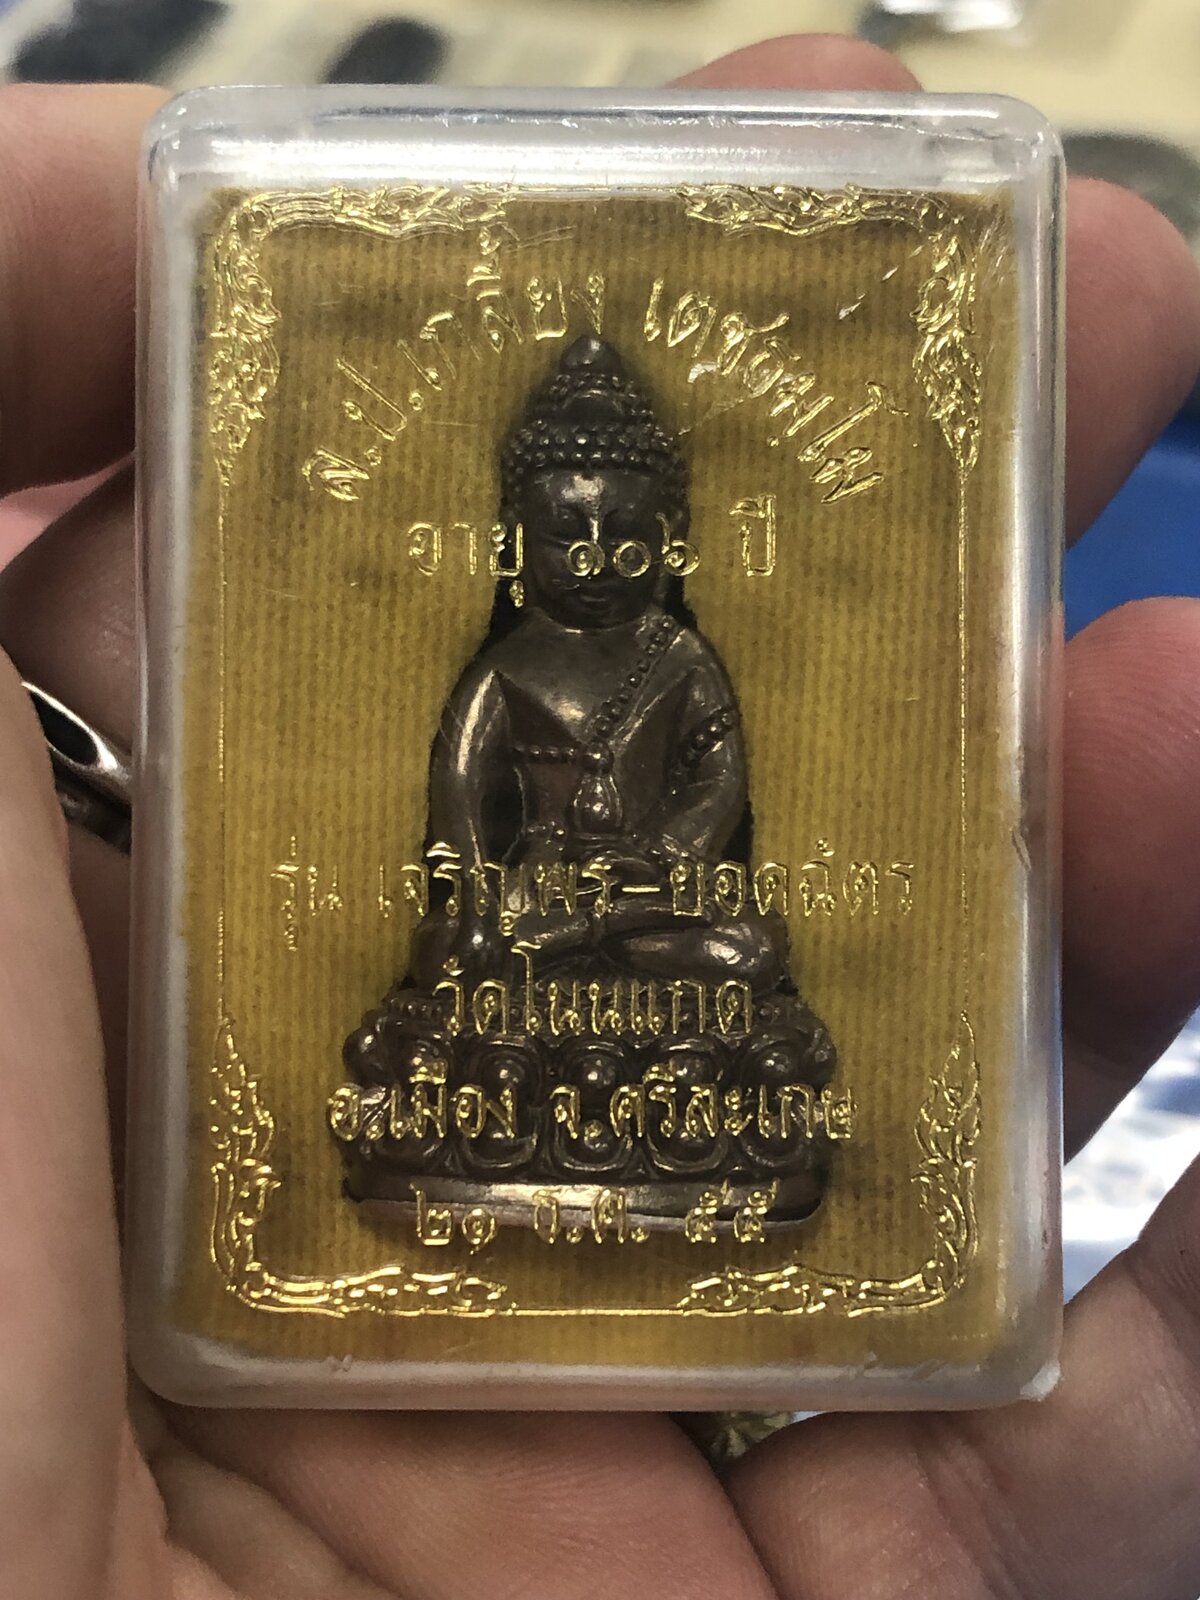 ล.ป.เกลี้ยง เตชธมฺโม
อายุ ๑๐๖ ปี
รุ่น เจริญพร-ยอดฉัตร
วัดโนนแกด
อ.เมือง จ.ศรีสะเกษ
๒๑ ธ.ค. ๕๕